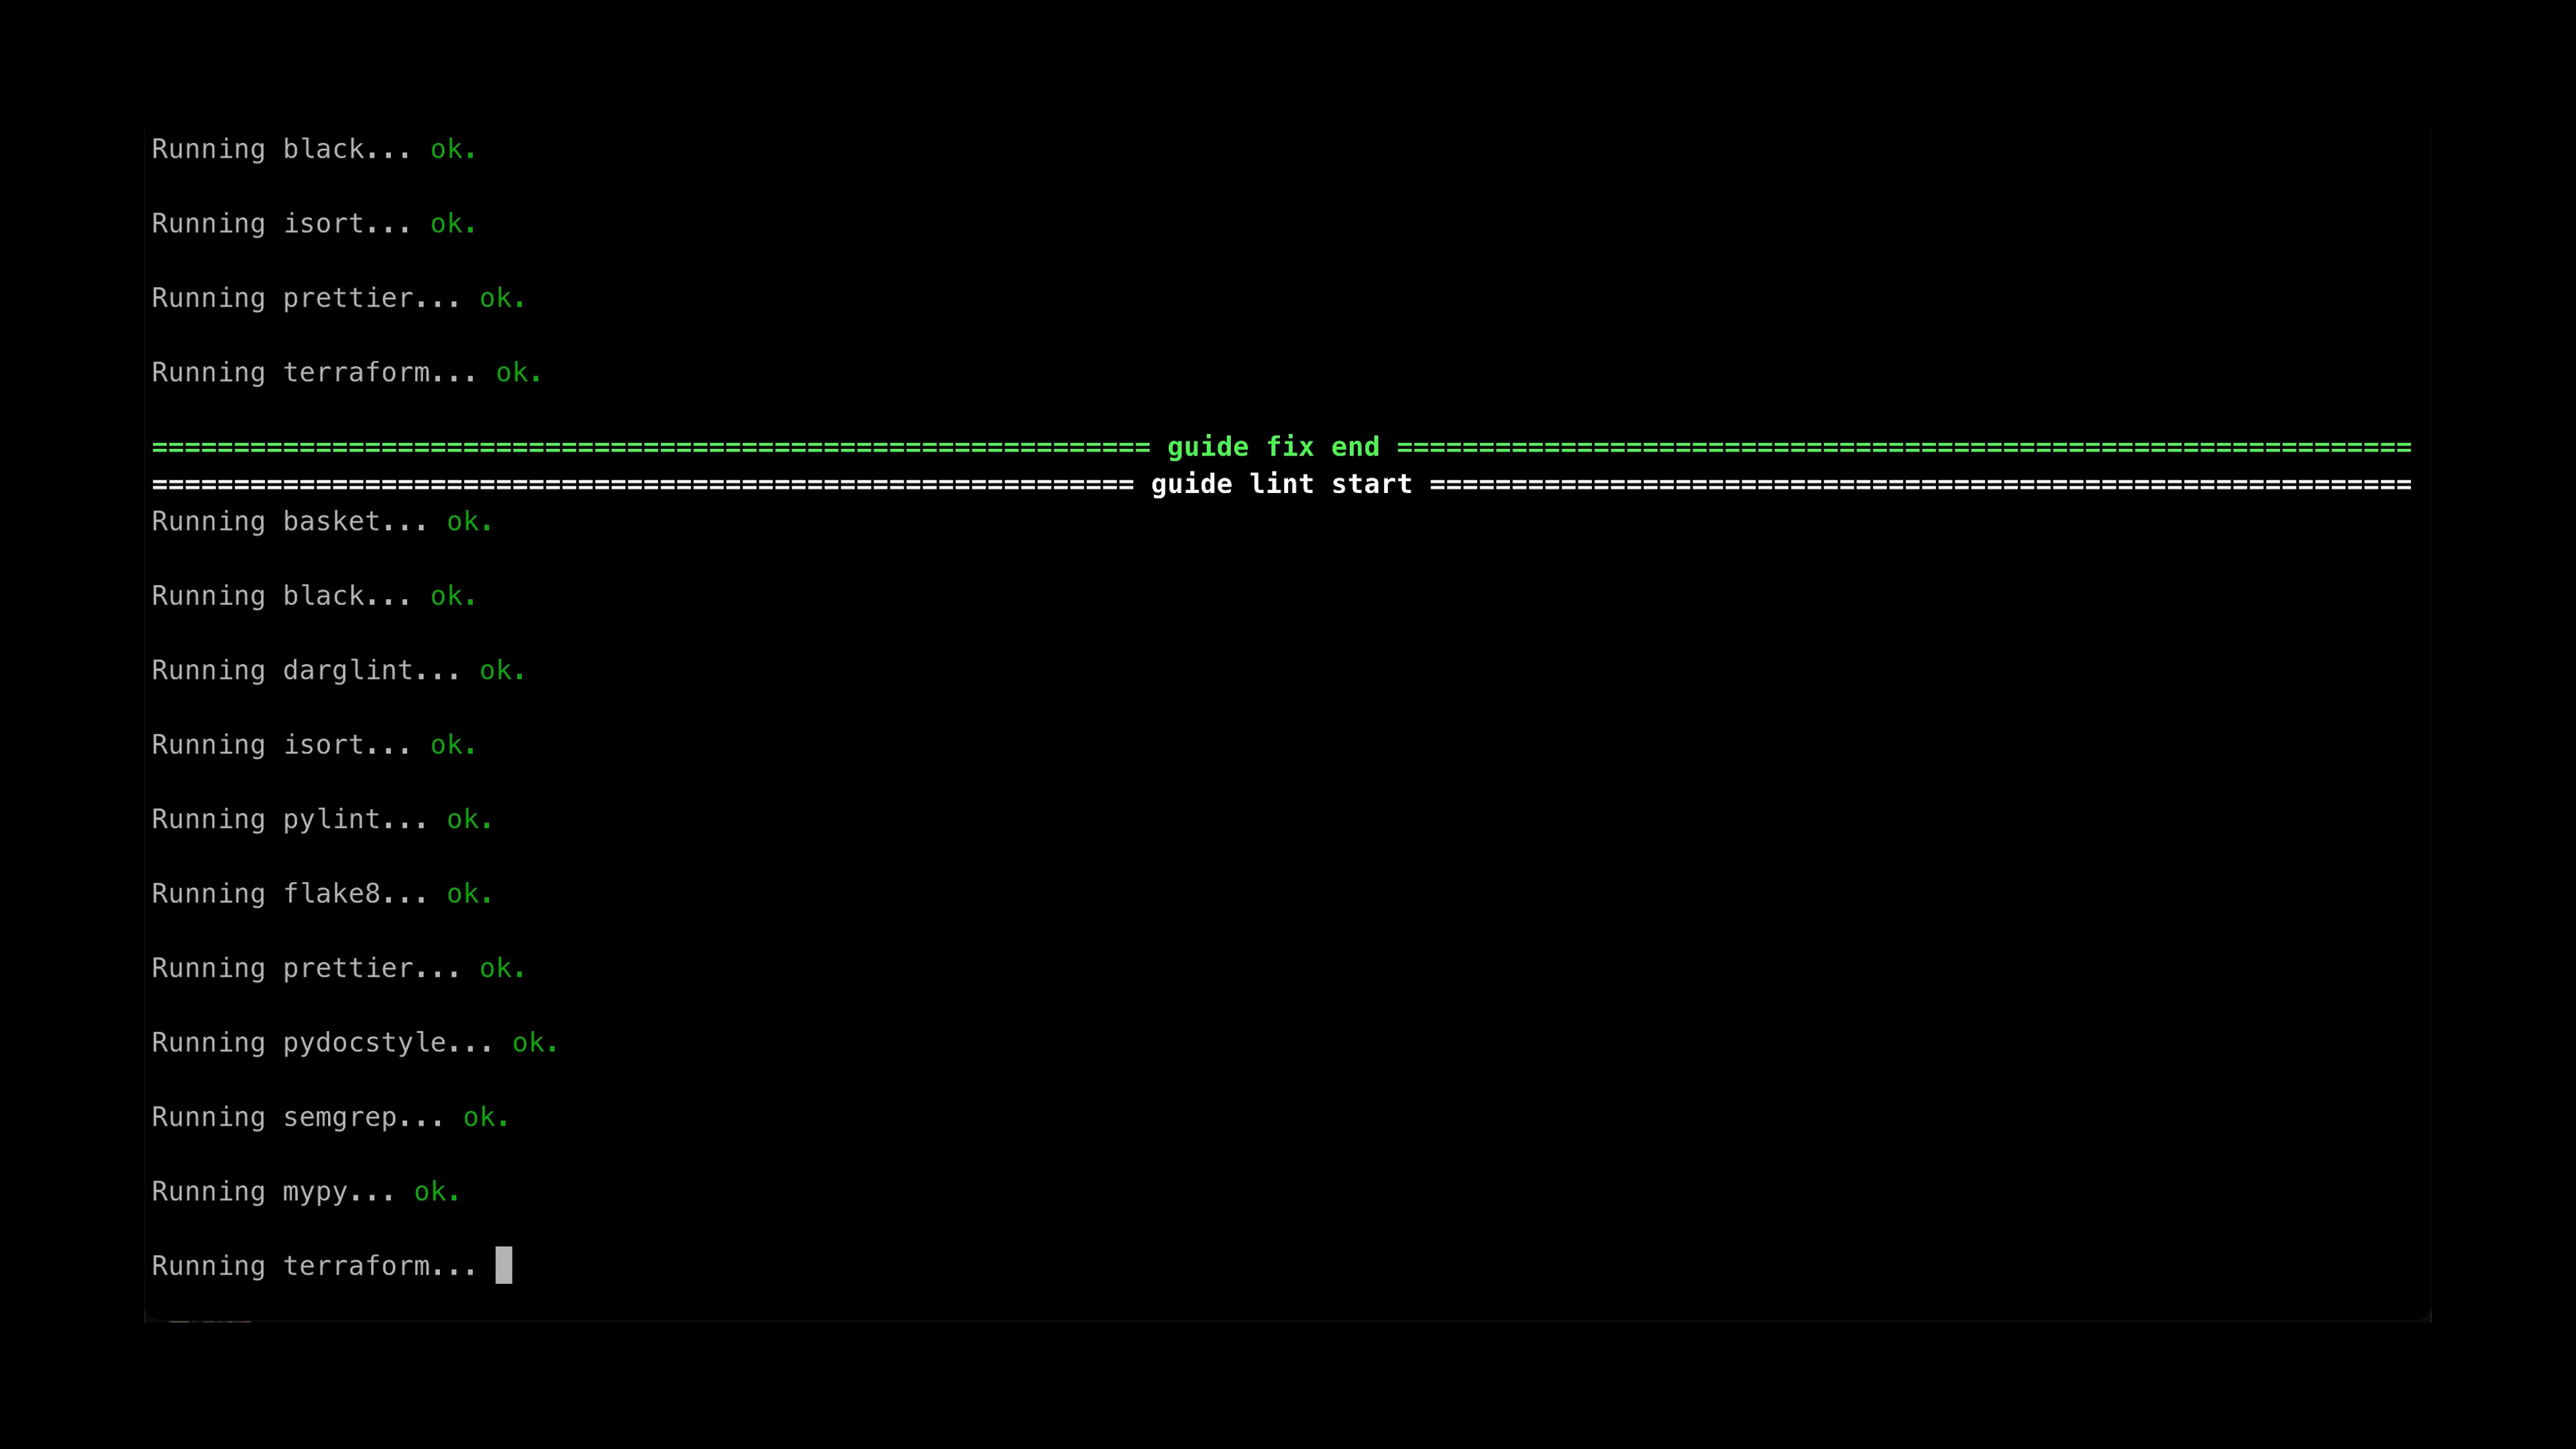 Running black... ok.
Running isort... ok.
Running prettier... ok.
Running terraform... ok.
============================================================= guide fix end ==============================================================
============================================================ guide lint start ============================================================
Running basket... ok.
Running black... ok.
Running darglint... ok.
Running isort... ok.
Running pylint... ok.
Running flake8... ok.
Running prettier... ok.
Running pydocstyle... ok.
Running semgrep... ok.
Running mypy... ok.
Running terraform...